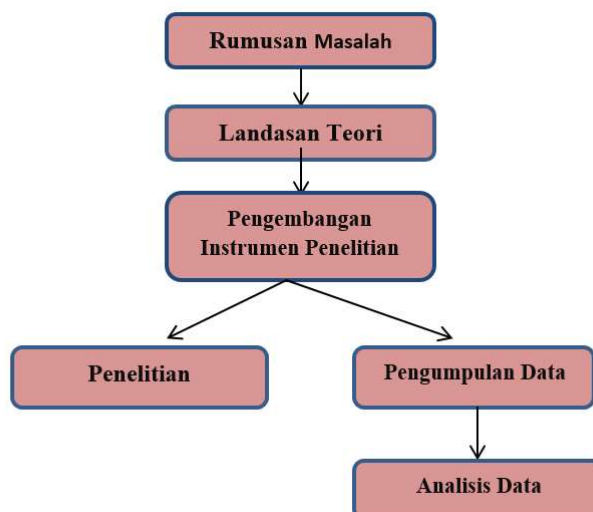 Rumusan Masalah
Landasan Teori
Pengembangan
Instrumen Penelitian
Penelitian
Pengumpulan Data
Analisis Data